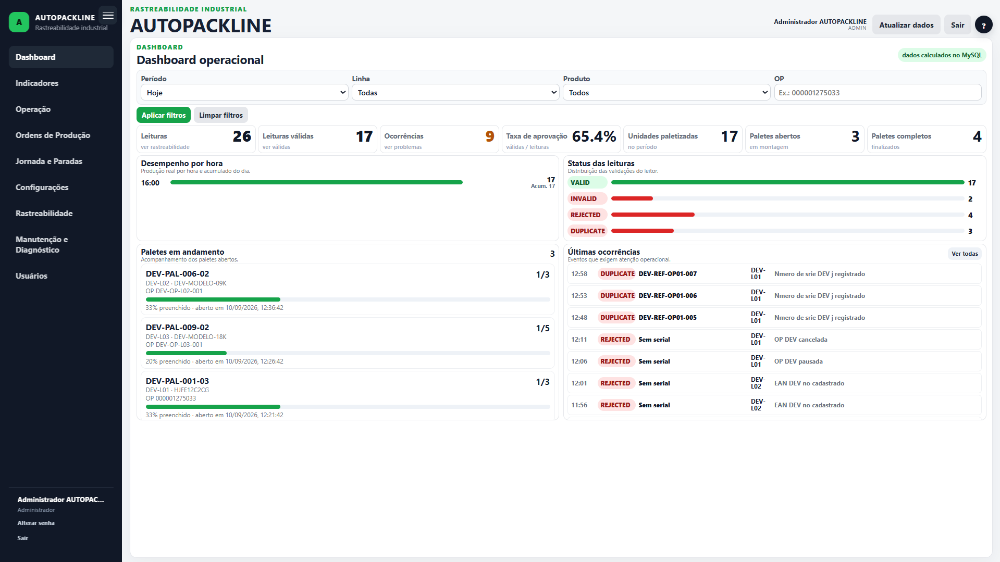 A
AUTOPACKLINE
Rastreabilidade industrial
Dashboard
Indicadores
Operação
Ordens de Produção
Jornada e Paradas
Configurações
Rastreabilidade
Manutenção e
Diagnóstico
Usuários
Administrador AUTOPAC...
Administrador
Alterar senha
Sair
RASTREABILIDADE INDUSTRIAL
AUTOPACKLINE
Administrador AUTOPACKLINE
ADMIN
Atualizar dados
Sair
?
DASHBOARD
Dashboard operacional
dados calculados no MySQL
Período
Hoje
Linha
Todas
Produto
Todos
OP
Ex.: 000001275033
Aplicar filtros
Limpar filtros
Leituras
26
ver rastreabilidade
Leituras válidas
17
ver válidas
Ocorrências
9
ver problemas
Taxa de aprovação
65.4%
válidas / leituras
Unidades paletizadas
17
no período
Paletes abertos
3
em montagem
Paletes completos
4
finalizados
Desempenho por hora
Produção real por hora e acumulado do dia.
16:00
17
Acum. 17
Status das leituras
Distribuição das validações do leitor.
VALID 17
INVALID 2
REJECTED 4
DUPLICATE 3
Paletes em andamento
Acompanhamento dos paletes abertos.
3
DEV-PAL-006-02
1/3
DEV-L02 · DEV-MODELO-09K
OP DEV-OP-L02-001
33% preenchido · aberto em 10/09/2026, 12:36:42
DEV-PAL-009-02
1/5
DEV-L03 · DEV-MODELO-18K
OP DEV-OP-L03-001
20% preenchido · aberto em 10/09/2026, 12:26:42
DEV-PAL-001-03
1/3
DEV-L01 · HJFE12C2CG
OP 000001275033
33% preenchido · aberto em 10/09/2026, 12:21:42
Últimas ocorrências
Eventos que exigem atenção operacional.
Ver todas
12:58 DUPLICATE DEV-REF-OP01-007 DEV-L01 Nmero de srie DEV j registrado
12:53 DUPLICATE DEV-REF-OP01-006 DEV-L01 Nmero de srie DEV j registrado
12:48 DUPLICATE DEV-REF-OP01-005 DEV-L01 Nmero de srie DEV j registrado
12:11 REJECTED Sem serial DEV-L01 OP DEV cancelada
12:06 REJECTED Sem serial DEV-L01 OP DEV pausada
12:01 REJECTED Sem serial DEV-L02 EAN DEV no cadastrado
11:56 REJECTED Sem serial DEV-L02 EAN DEV no cadastrado